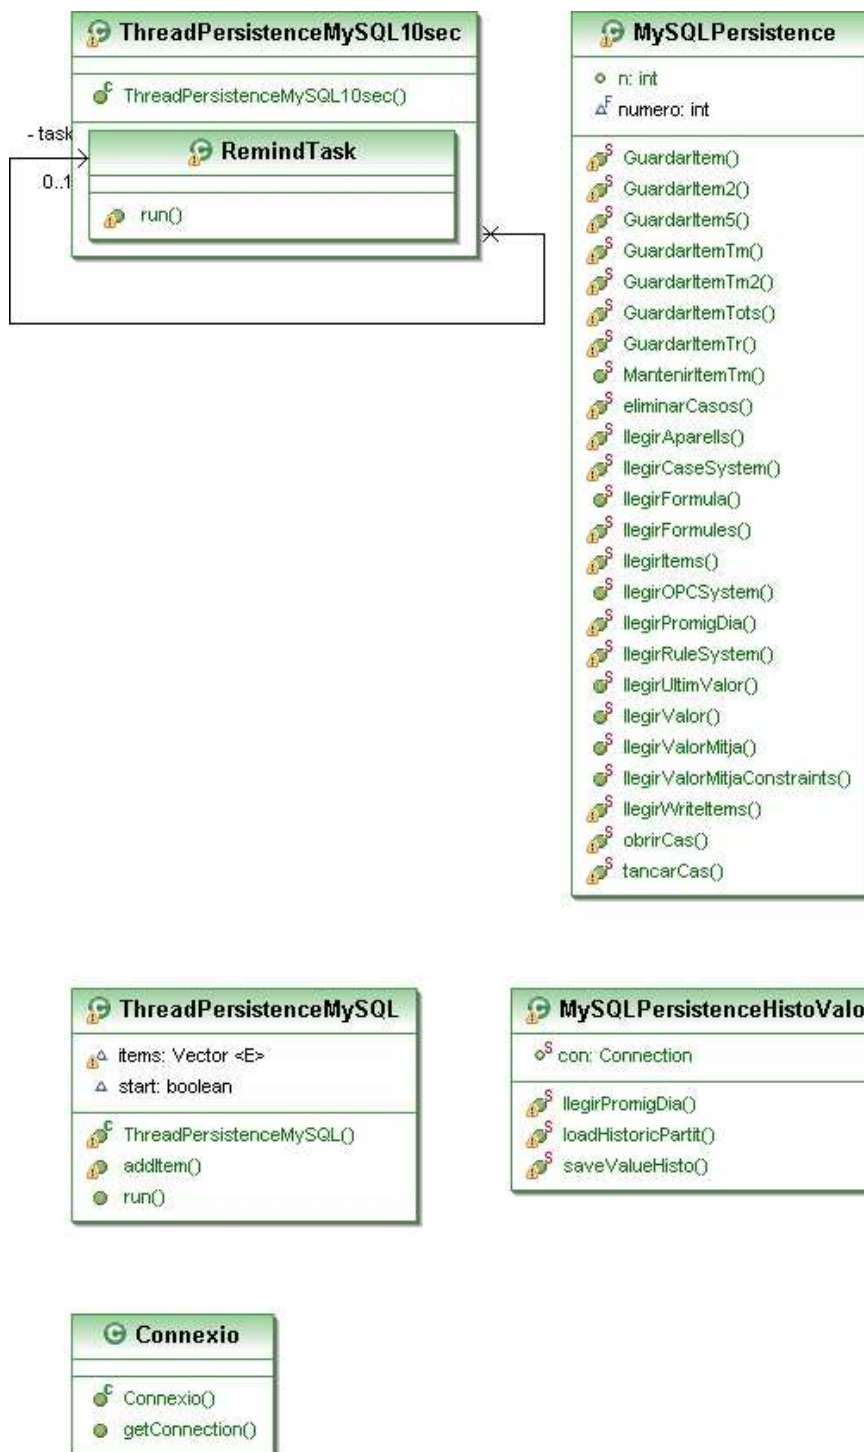 ThreadPersistenceMySQL10sec
ThreadPersistenceMySQL10sec()
- task
0..1
RemindTask
run()
MySQLPersistence
n: int
numero: int
GuardarItem()
GuardarItem2()
GuardarItem5()
GuardarItemTm()
GuardarItemTm2()
GuardarItemTots()
GuardarItemTr()
MantenirItemTm()
eliminarCasos()
llegirAparells()
llegirCaseSystem()
llegirFormula()
llegirFormules()
llegirItems()
llegirOPCSystem()
llegirPromigDia()
llegirRuleSystem()
llegirUltimValor()
llegirValor()
llegirValorMitja()
llegirValorMitjaConstraints()
llegirWriteItems()
obrirCas()
tancarCas()
ThreadPersistenceMySQL
items: Vector <E>
start: boolean
ThreadPersistenceMySQL()
addItem()
run()
MySQLPersistenceHistoValo
con: Connection
llegirPromigDia()
loadHistoricPartit()
saveValueHisto()
Connexio
Connexio()
getConnection()